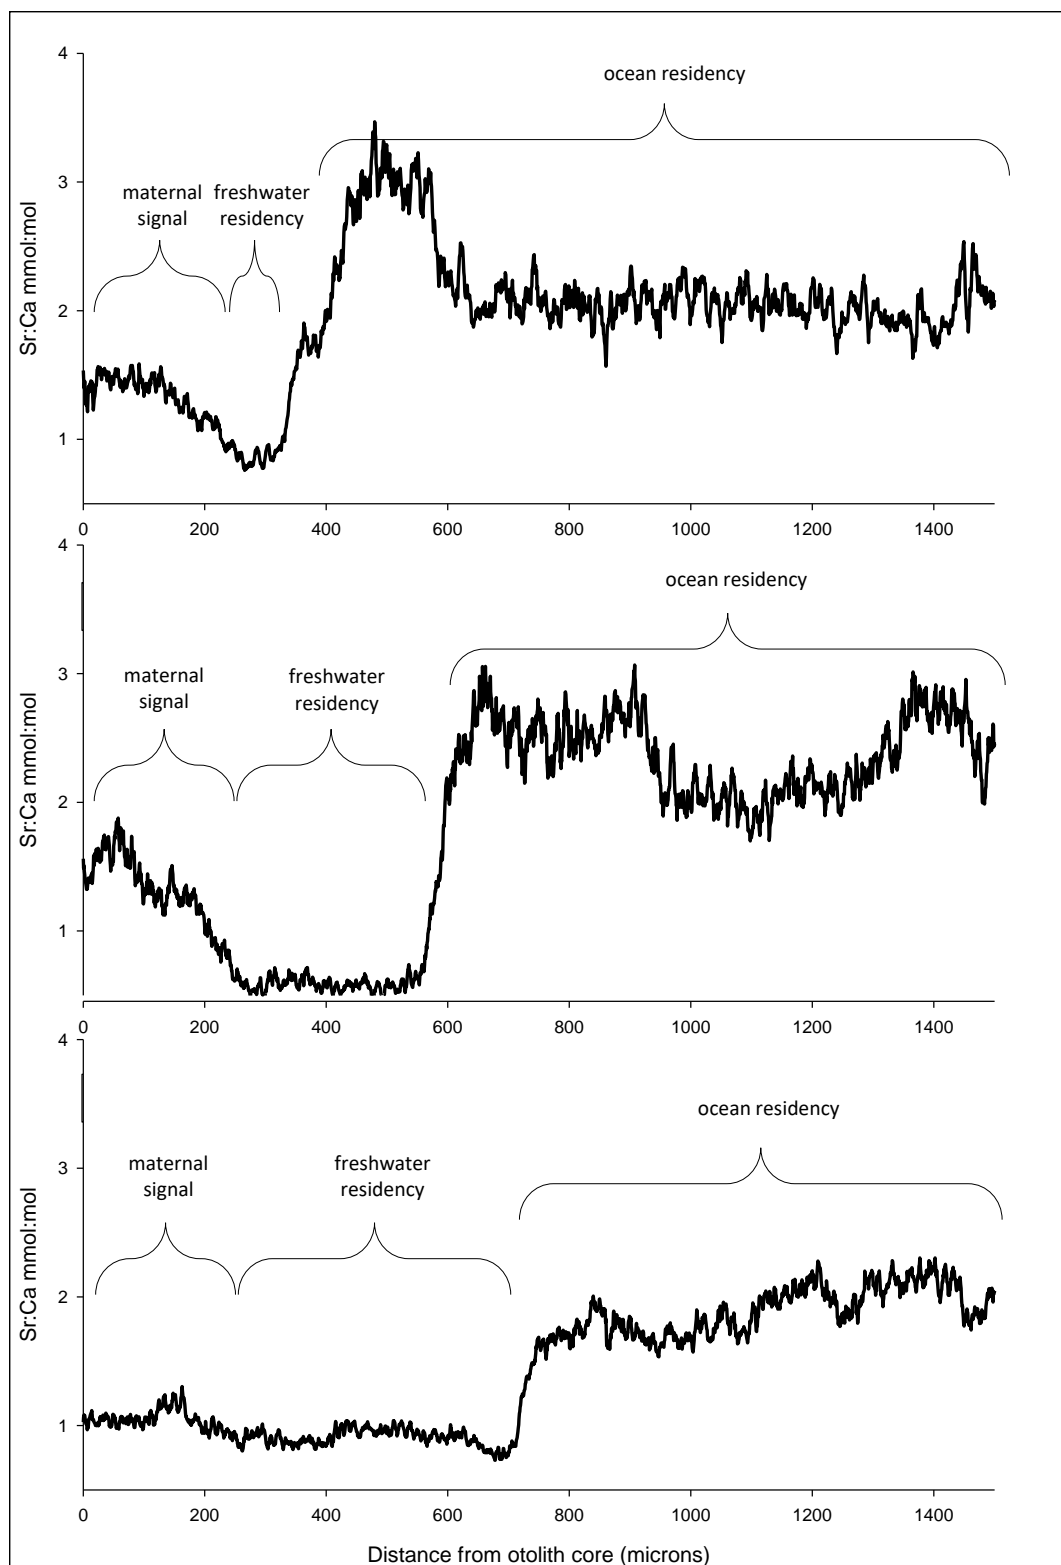 4
ocean residency
3
maternal freshwater
signal residency
Sr:Ca mmol:mol
2
1
0 200 400 600 800 1000 1200 1400
4
ocean residency
3
maternal freshwater
signal residency
Sr:Ca mmol:mol
2
1
0 200 400 600 800 1000 1200 1400
4
ocean residency
3
maternal freshwater
signal residency
Sr:Ca mmol:mol
2
1
0 200 400 600 800 1000 1200 1400
Distance from otolith core (microns)